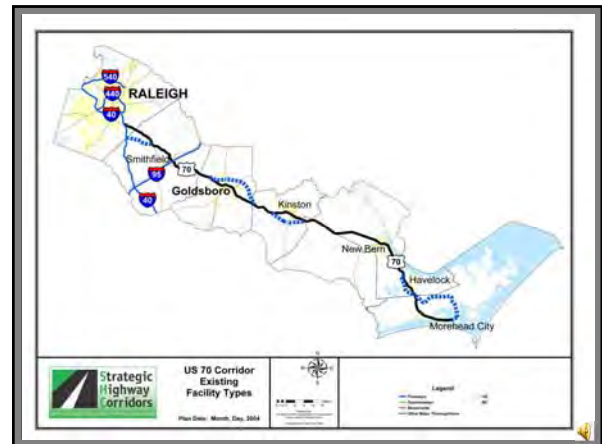 540
440
RALEIGH
40
Smithfield
70
95
Goldsboro
40
Kinston
New Bern
70
Havelock
Morehead City
Strategic
Highway
Corridors
US 70 Corridor
Existing
Facility Types
Plan Date: Month, Day, 2004
Legend